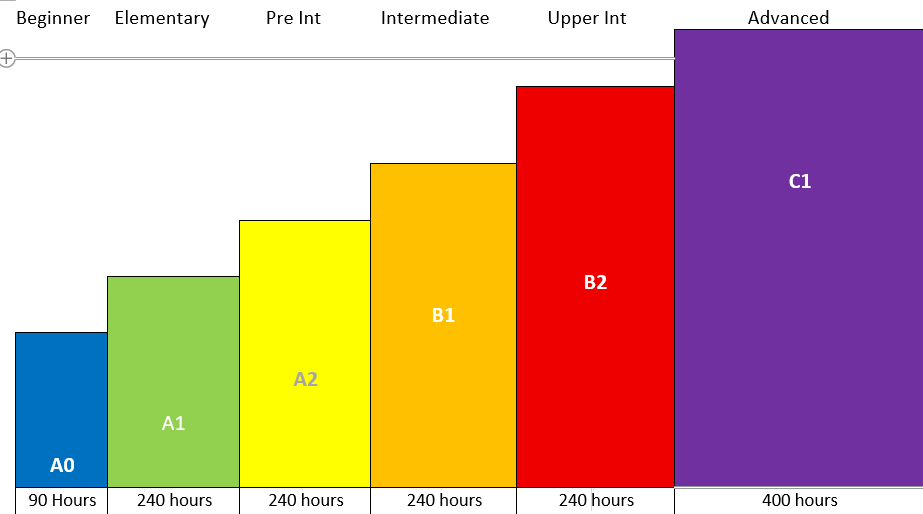 Beginner Elementary Pre Int Intermediate Upper Int Advanced
C1
B2
B1
A2
A1
A0
90 Hours 240 hours 240 hours 240 hours 240 hours 400 hours